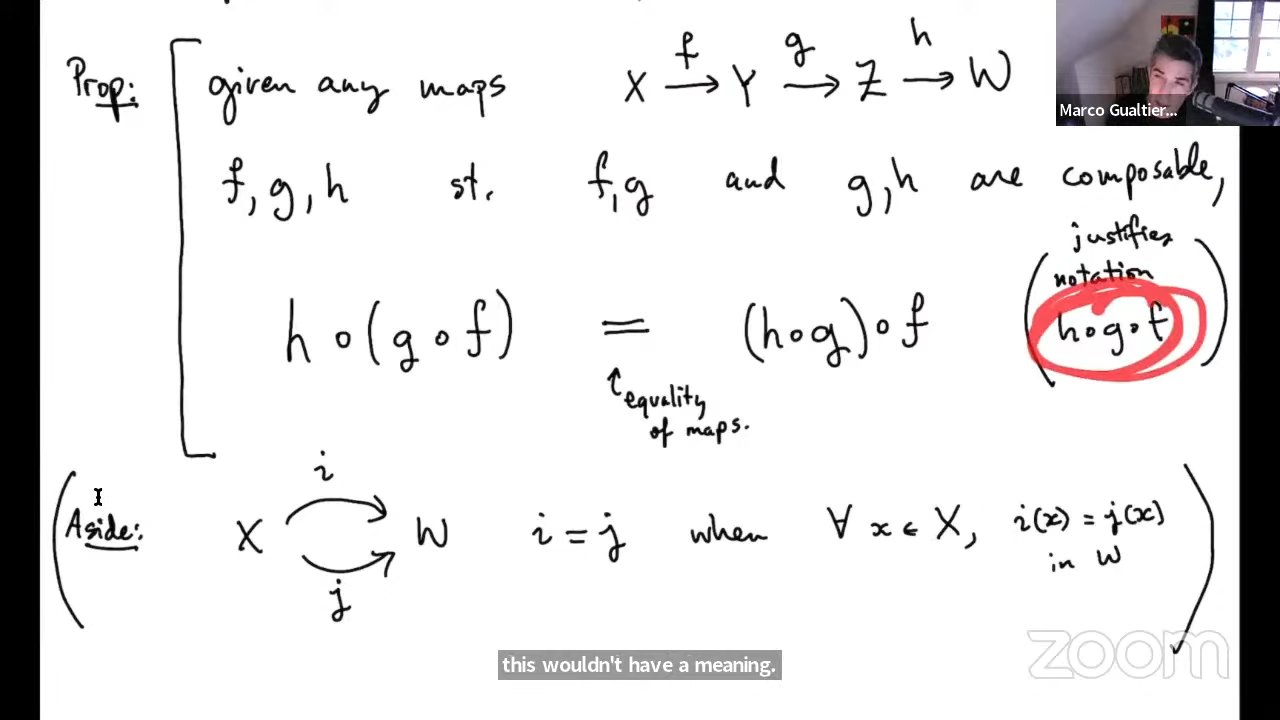 Prop: given any maps X →f Y →g Z →h W
Marco Gualtier...
f, g, h st. f,g and g,h are composable,
(justifies
notation
h∘(g∘f) = (h∘g)∘f
h∘g∘f)
↑equality
of maps.
i
(Aside: X W i = j when ∀ x ∈ X, i(x) = j(x)
in W)
j
zoom
this wouldn't have a meaning.